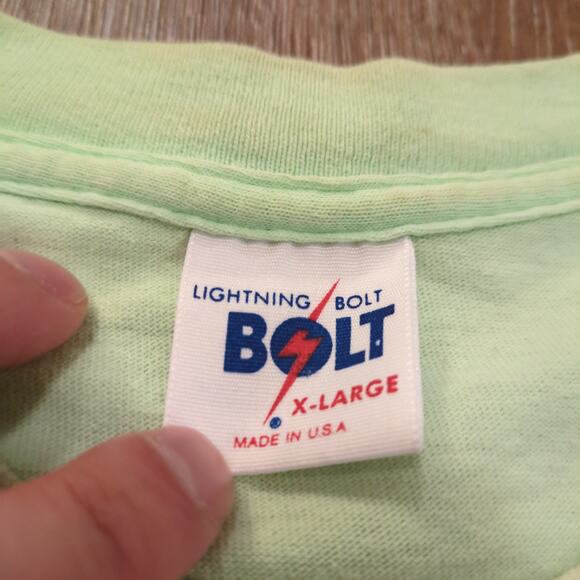 LIGHTNING BOLT
BOLT
X-LARGE
®
MADE IN U.S.A